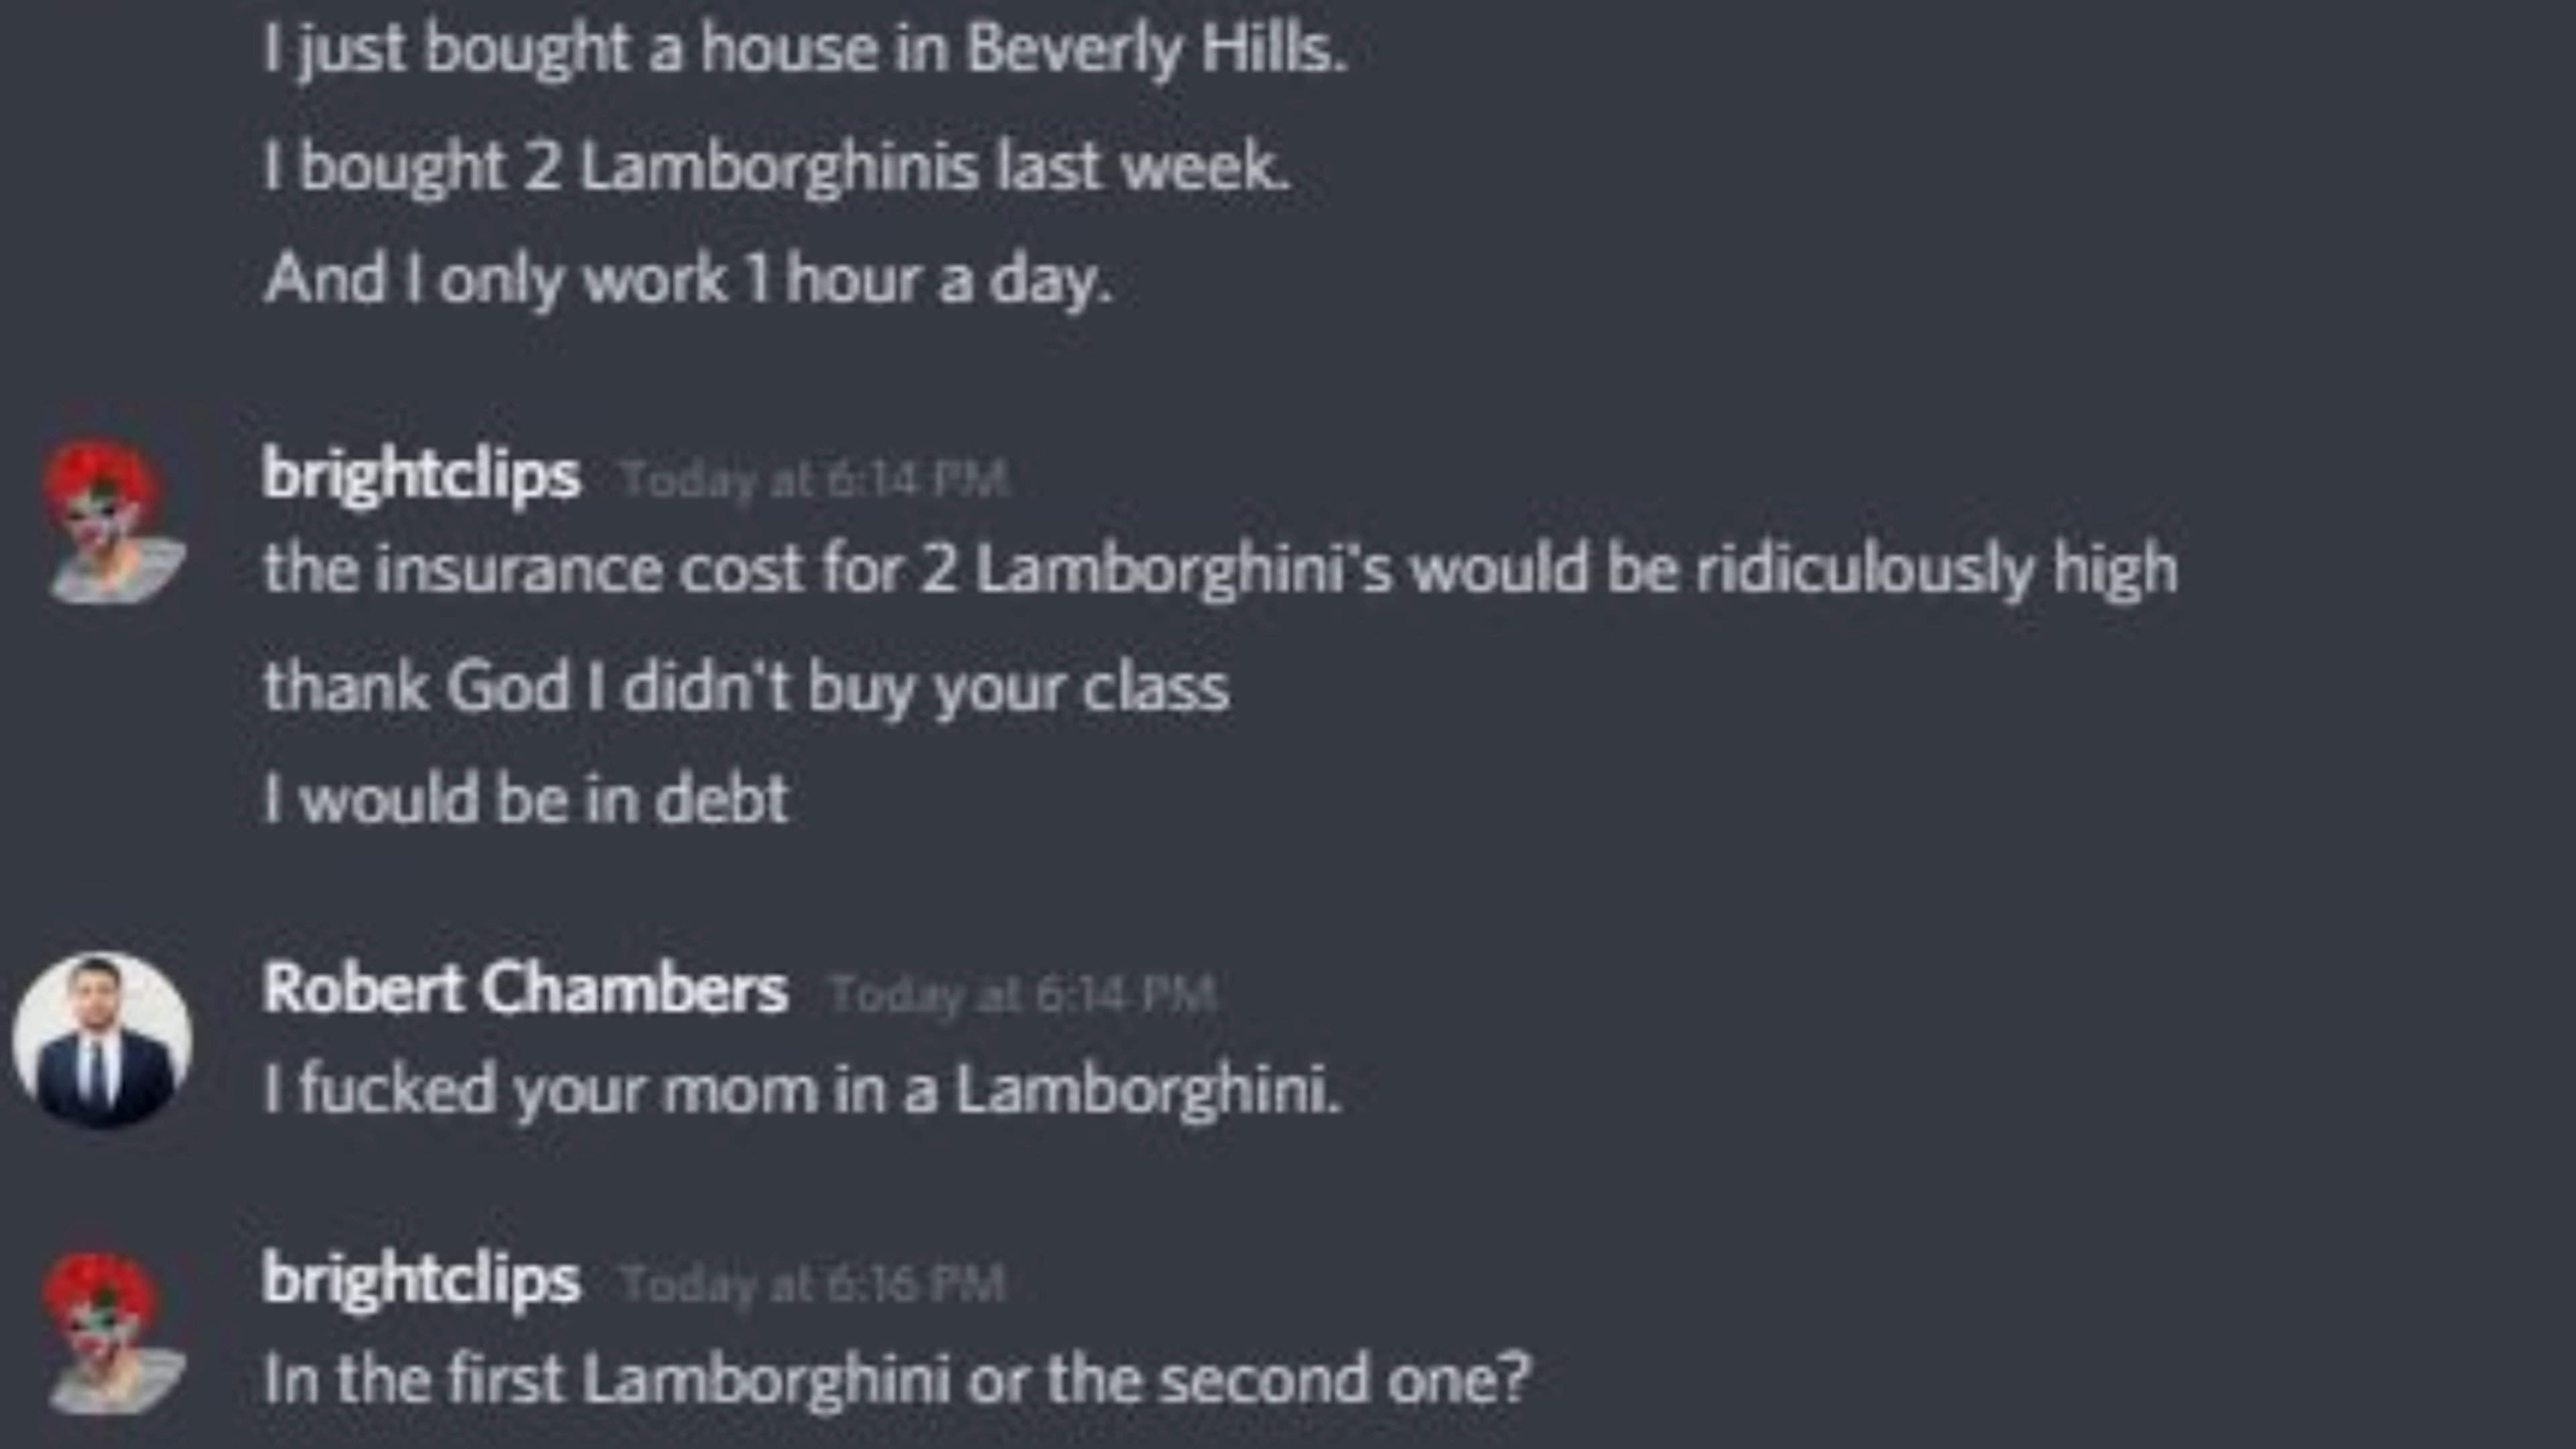 I just bought a house in Beverly Hills.
I bought 2 Lamborghinis last week.
And I only work 1 hour a day.
brightclips Today at 6:14 PM
the insurance cost for 2 Lamborghini's would be ridiculously high
thank God I didn't buy your class
I would be in debt
Robert Chambers Today at 6:14 PM
I fucked your mom in a Lamborghini.
brightclips Today at 6:16 PM
In the first Lamborghini or the second one?